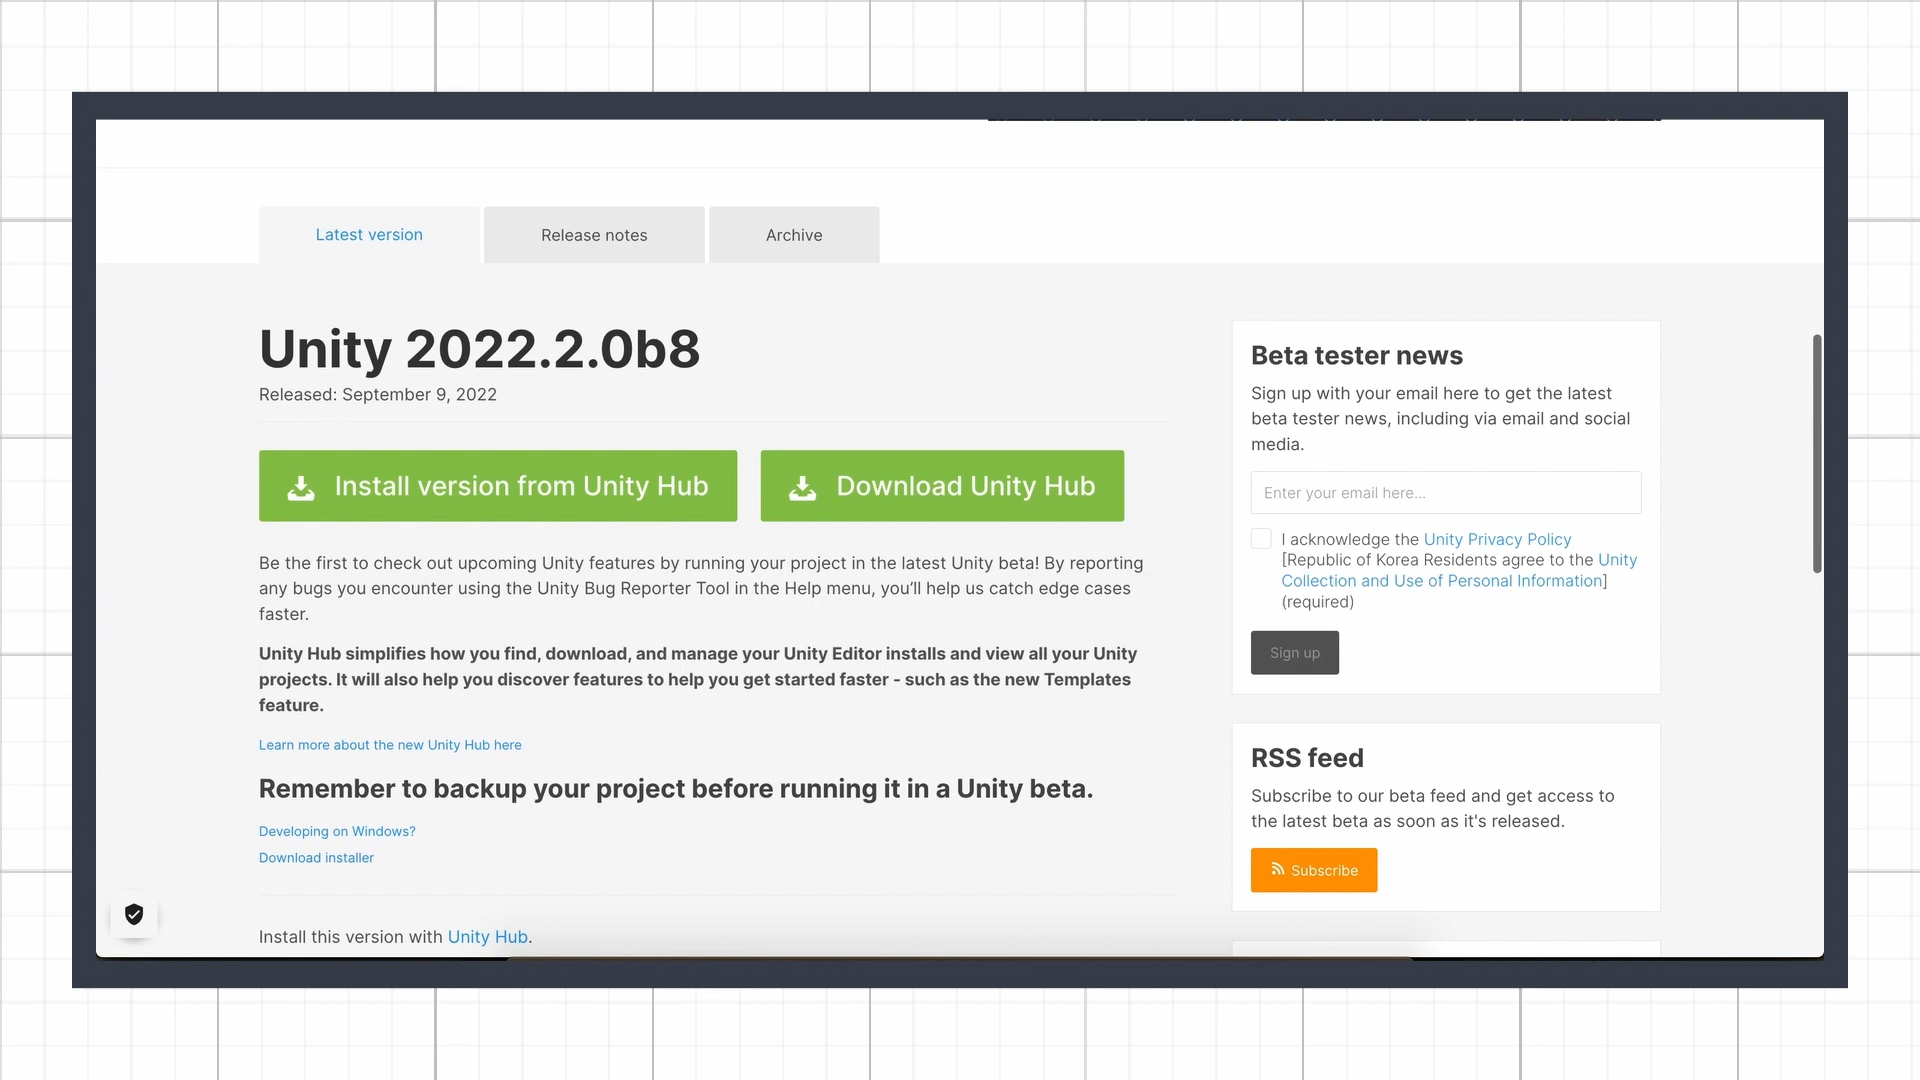 Latest version
Release notes
Archive
Unity 2022.2.0b8
Released: September 9, 2022
Install version from Unity Hub
Download Unity Hub
Be the first to check out upcoming Unity features by running your project in the latest Unity beta! By reporting
any bugs you encounter using the Unity Bug Reporter Tool in the Help menu, you’ll help us catch edge cases
faster.
Unity Hub simplifies how you find, download, and manage your Unity Editor installs and view all your Unity
projects. It will also help you discover features to help you get started faster - such as the new Templates
feature.
Learn more about the new Unity Hub here
Remember to backup your project before running it in a Unity beta.
Developing on Windows?
Download installer
Install this version with Unity Hub.
Beta tester news
Sign up with your email here to get the latest
beta tester news, including via email and social
media.
Enter your email here...
I acknowledge the Unity Privacy Policy
[Republic of Korea Residents agree to the Unity
Collection and Use of Personal Information]
(required)
Sign up
RSS feed
Subscribe to our beta feed and get access to
the latest beta as soon as it's released.
Subscribe